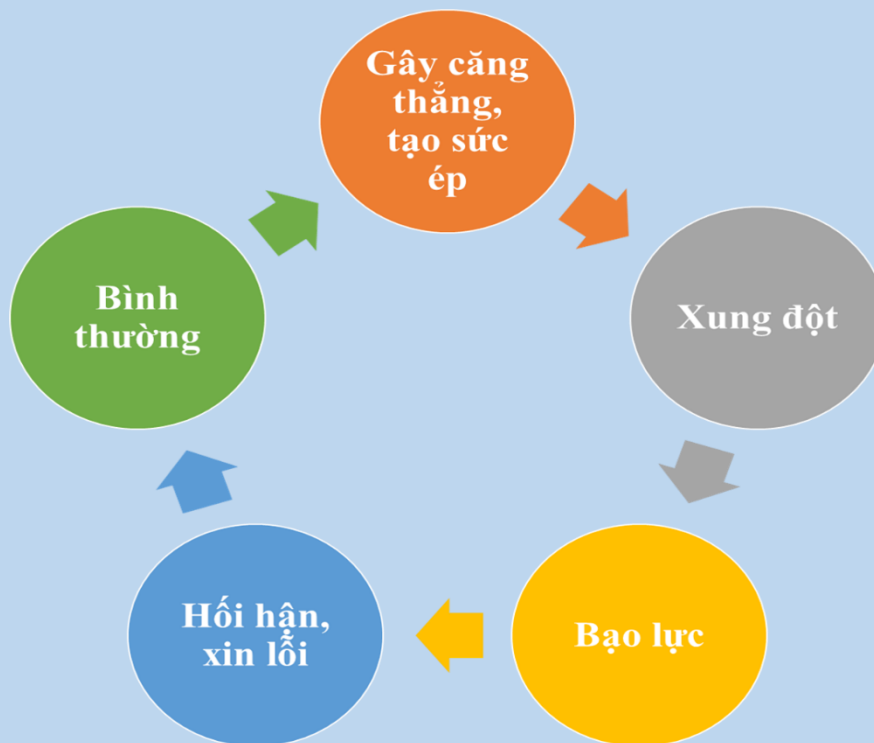 Gây căng
thẳng,
tạo sức
ép
Xung đột
Bạo lực
Hối hận,
xin lỗi
Bình
thường